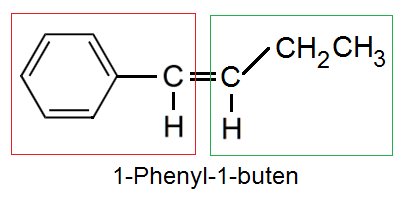 CH₂CH₃
C=C
H
H
1-Phenyl-1-buten